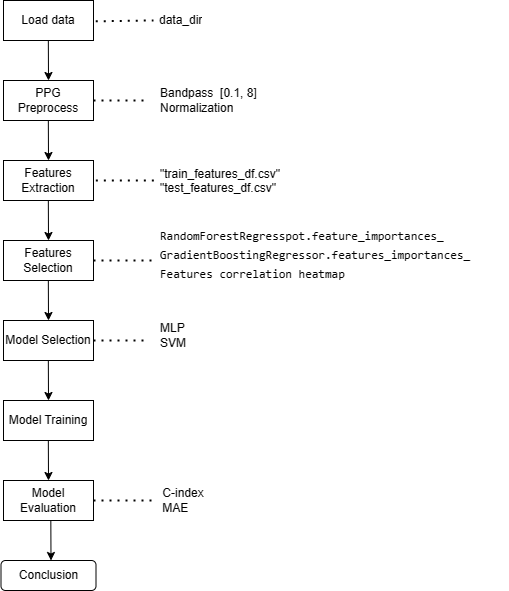 Load data
data_dir
PPG
Preprocess
Bandpass [0.1, 8]
Normalization
Features
Extraction
"train_features_df.csv"
"test_features_df.csv"
Features
Selection
RandomForestRegresspot.feature_importances_
GradientBoostingRegressor.features_importances_
Features correlation heatmap
Model Selection
MLP
SVM
Model Training
Model
Evaluation
C-index
MAE
Conclusion